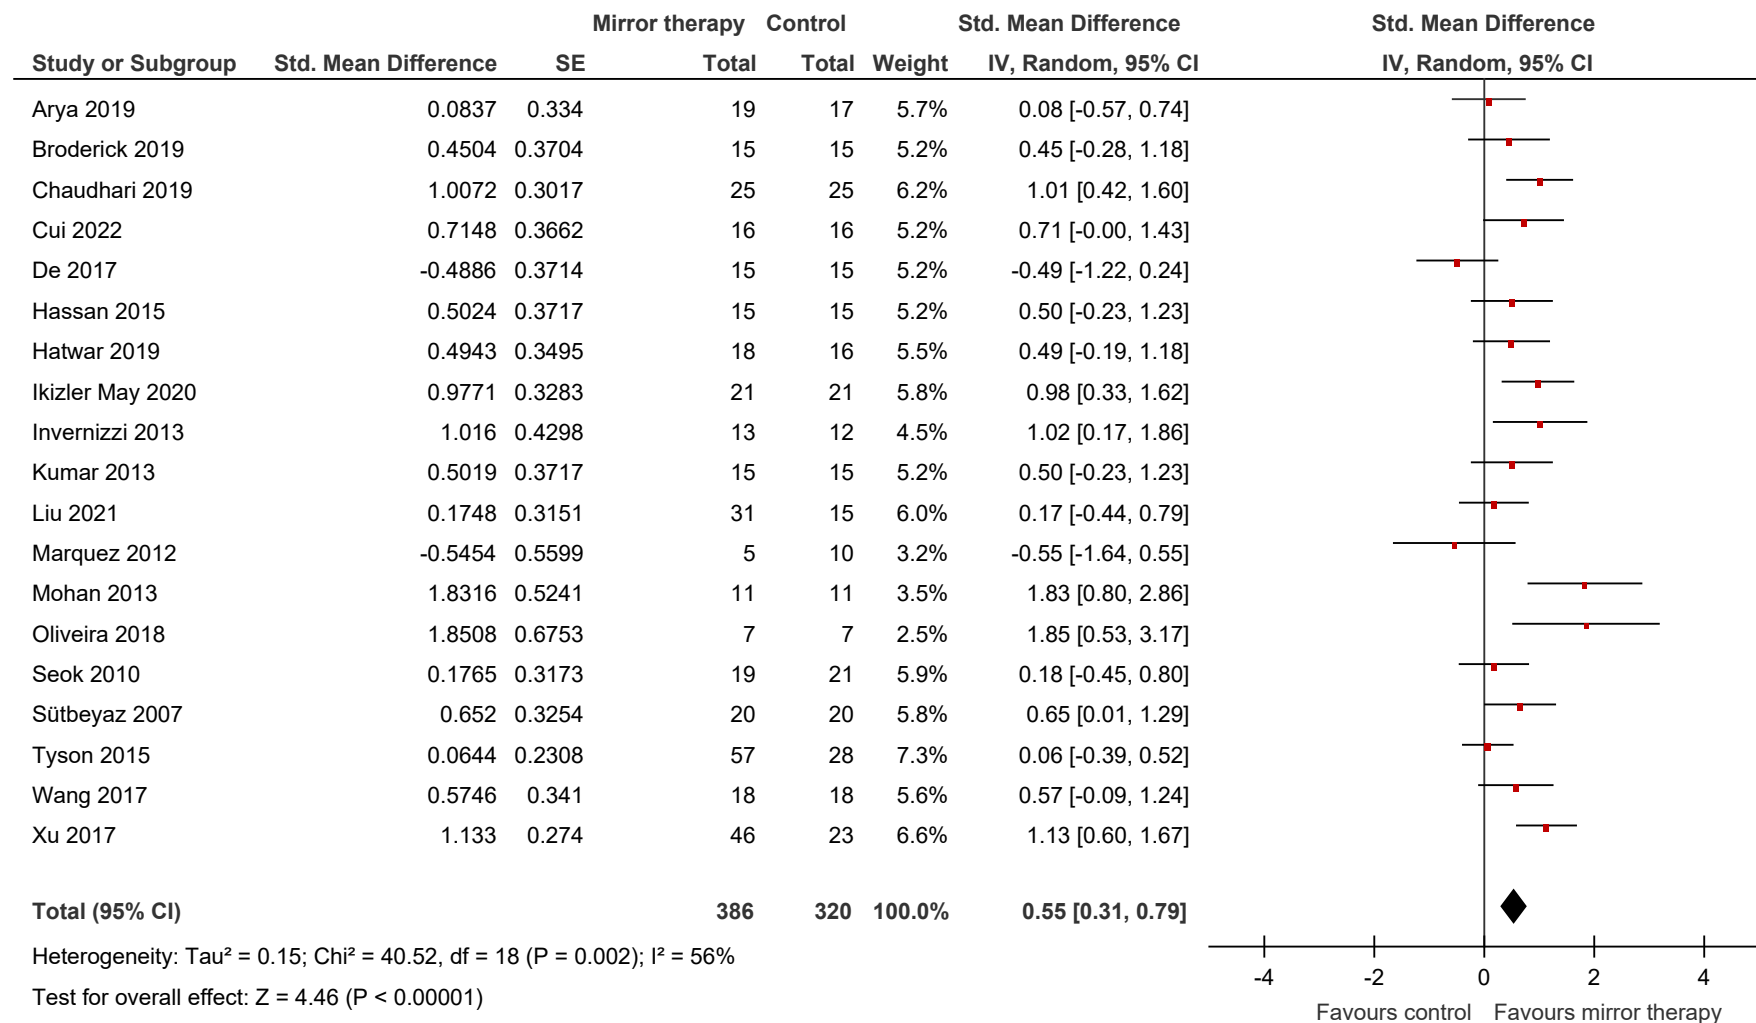 Mirror therapy Control Std. Mean Difference Std. Mean Difference
Study or Subgroup Std. Mean Difference SE Total Total Weight IV, Random, 95% CI IV, Random, 95% CI
Arya 2019 0.0837 0.334 19 17 5.7% 0.08 [-0.57, 0.74]
Broderick 2019 0.4504 0.3704 15 15 5.2% 0.45 [-0.28, 1.18]
Chaudhari 2019 1.0072 0.3017 25 25 6.2% 1.01 [0.42, 1.60]
Cui 2022 0.7148 0.3662 16 16 5.2% 0.71 [-0.00, 1.43]
De 2017 -0.4886 0.3714 15 15 5.2% -0.49 [-1.22, 0.24]
Hassan 2015 0.5024 0.3717 15 15 5.2% 0.50 [-0.23, 1.23]
Hatwar 2019 0.4943 0.3495 18 16 5.5% 0.49 [-0.19, 1.18]
Ikizler May 2020 0.9771 0.3283 21 21 5.8% 0.98 [0.33, 1.62]
Invernizzi 2013 1.016 0.4298 13 12 4.5% 1.02 [0.17, 1.86]
Kumar 2013 0.5019 0.3717 15 15 5.2% 0.50 [-0.23, 1.23]
Liu 2021 0.1748 0.3151 31 15 6.0% 0.17 [-0.44, 0.79]
Marquez 2012 -0.5454 0.5599 5 10 3.2% -0.55 [-1.64, 0.55]
Mohan 2013 1.8316 0.5241 11 11 3.5% 1.83 [0.80, 2.86]
Oliveira 2018 1.8508 0.6753 7 7 2.5% 1.85 [0.53, 3.17]
Seok 2010 0.1765 0.3173 19 21 5.9% 0.18 [-0.45, 0.80]
Sütbeyaz 2007 0.652 0.3254 20 20 5.8% 0.65 [0.01, 1.29]
Tyson 2015 0.0644 0.2308 57 28 7.3% 0.06 [-0.39, 0.52]
Wang 2017 0.5746 0.341 18 18 5.6% 0.57 [-0.09, 1.24]
Xu 2017 1.133 0.274 46 23 6.6% 1.13 [0.60, 1.67]
Total (95% CI) 386 320 100.0% 0.55 [0.31, 0.79]
Heterogeneity: Tau² = 0.15; Chi² = 40.52, df = 18 (P = 0.002); I² = 56%
Test for overall effect: Z = 4.46 (P < 0.00001)
-4 -2 0 2 4
Favours control Favours mirror therapy